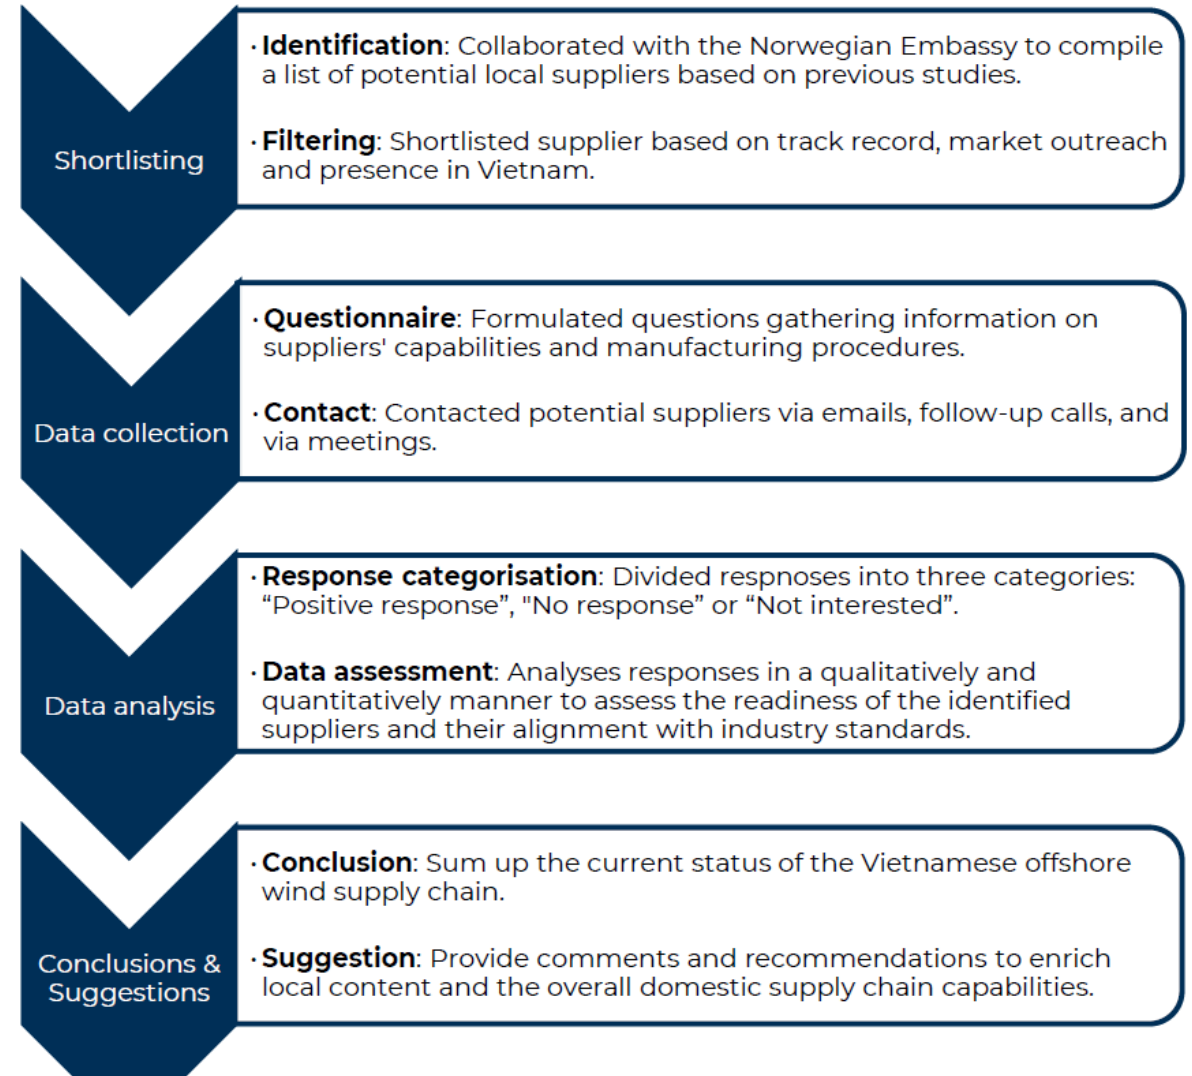 Shortlisting
· Identification: Collaborated with the Norwegian Embassy to compile
a list of potential local suppliers based on previous studies.
· Filtering: Shortlisted supplier based on track record, market outreach
and presence in Vietnam.
Data collection
· Questionnaire: Formulated questions gathering information on
suppliers' capabilities and manufacturing procedures.
· Contact: Contacted potential suppliers via emails, follow-up calls, and
via meetings.
Data analysis
· Response categorisation: Divided respnoses into three categories:
“Positive response”, "No response” or “Not interested”.
· Data assessment: Analyses responses in a qualitatively and
quantitatively manner to assess the readiness of the identified
suppliers and their alignment with industry standards.
Conclusions &
Suggestions
· Conclusion: Sum up the current status of the Vietnamese offshore
wind supply chain.
· Suggestion: Provide comments and recommendations to enrich
local content and the overall domestic supply chain capabilities.